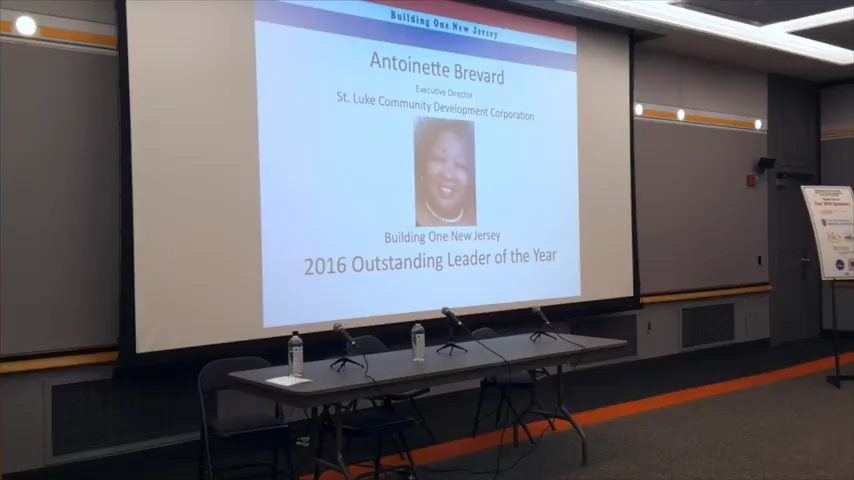 Building One New Jersey
Antoinette Brevard
Executive Director
St. Luke Community Development Corporation
Building One New Jersey
2016 Outstanding Leader of the Year